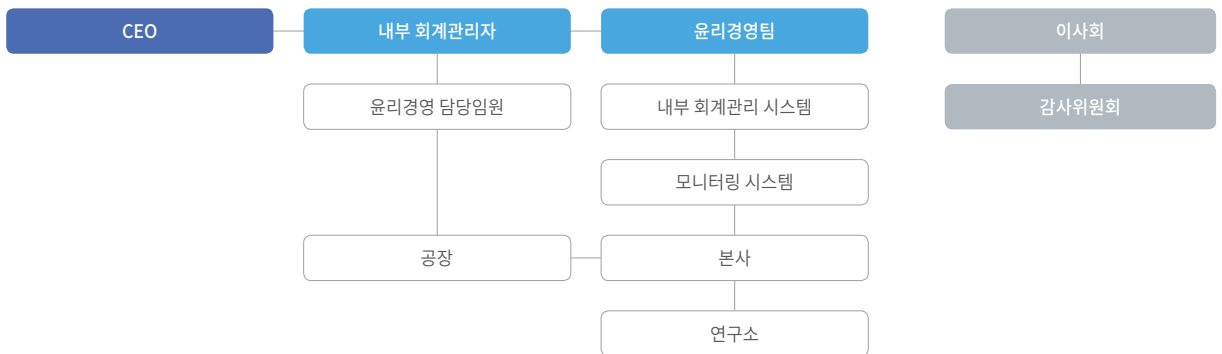 CEO
내부 회계관리자
윤리경영팀
이사회
윤리경영 담당임원
내부 회계관리 시스템
감사위원회
모니터링 시스템
공장
본사
연구소